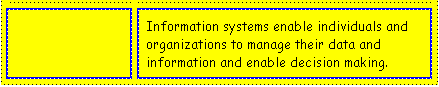 Information systems enable individuals and
organizations to manage their data and
information and enable decision making.